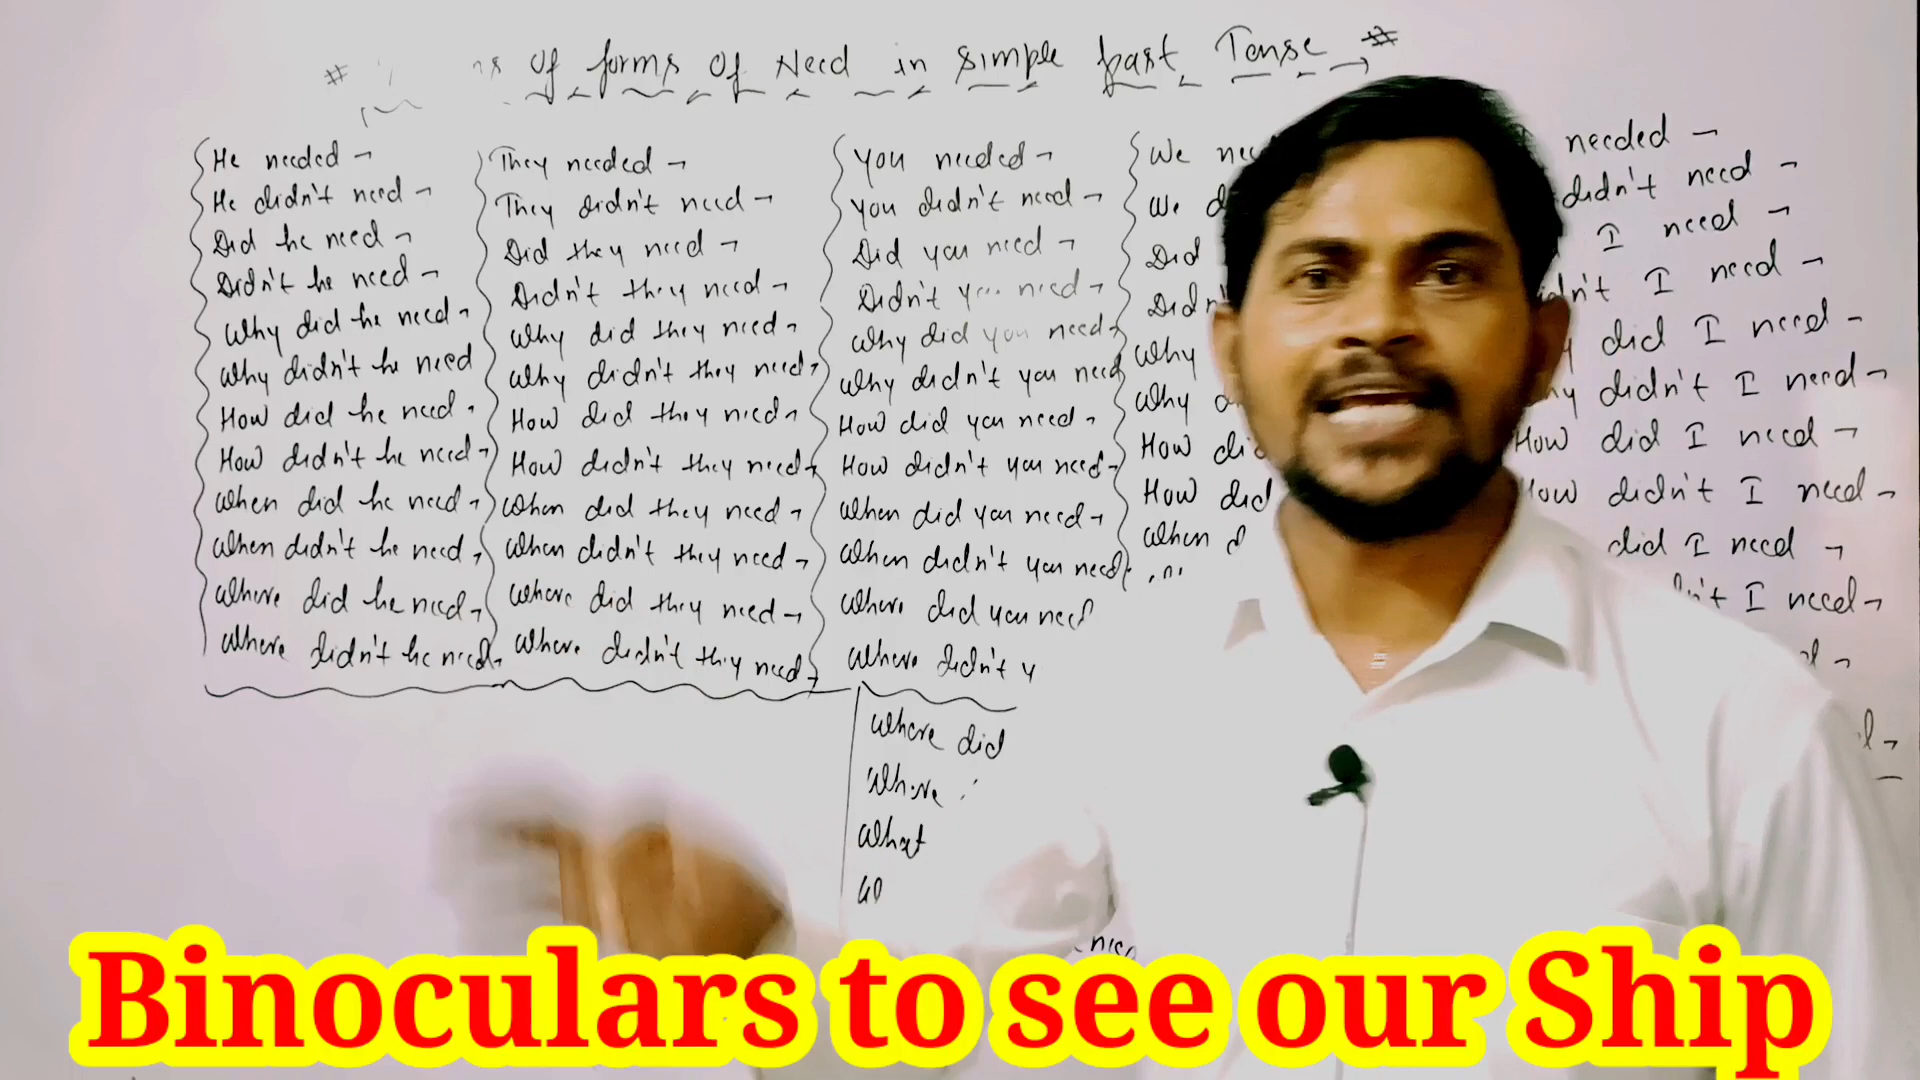 # Of forms Of Need in simple past Tense #
He needed
He didn't need
Did he need
Didn't he need
Why did he need
Why didn't he need
How did he need
How didn't he need
When did he need
When didn't he need
Where did he need
Where didn't he need
They needed
They didn't need
Did they need
Didn't they need
Why did they need
Why didn't they need
How did they need
How didn't they need
When did they need
When didn't they need
Where did they need
Where didn't they need
You needed
You didn't need
Did you need
Didn't you need
Why did you need
Why didn't you need
How did you need
How didn't you need
When did you need
When didn't you need
Where did you need
Where didn't
Where did
Where
What
We
We
Did
Why
Why
How
How did
When
needed
didn't need
I need
I need
did I need
didn't I need
How did I need
How didn't I need
did I need
I need
Binoculars to see our Ship